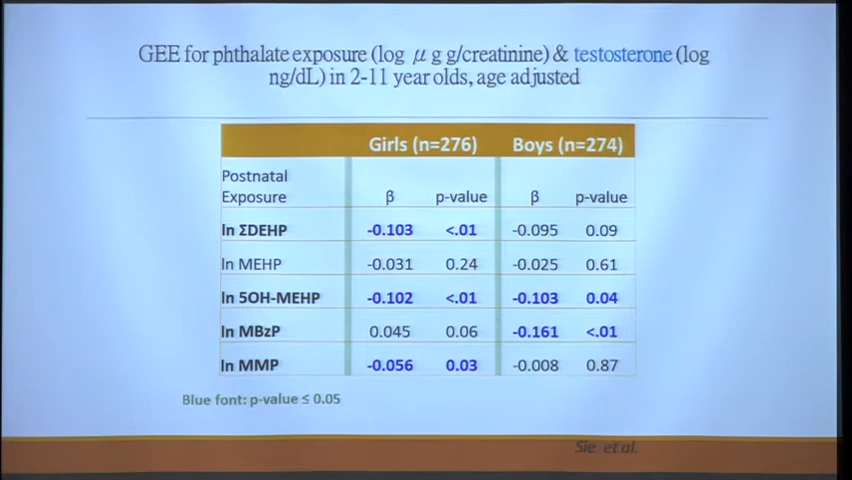 GEE for phthalate exposure (log μg g/creatinine) & testosterone (log
ng/dL) in 2-11 year olds, age adjusted
Girls (n=276) Boys (n=274)
Postnatal
Exposure β p-value β p-value
ln ΣDEHP -0.103 <.01 -0.095 0.09
ln MEHP -0.031 0.24 -0.025 0.61
ln 5OH-MEHP -0.102 <.01 -0.103 0.04
ln MBzP 0.045 0.06 -0.161 <.01
ln MMP -0.056 0.03 -0.008 0.87
Blue font: p-value ≤ 0.05
Sie et al.